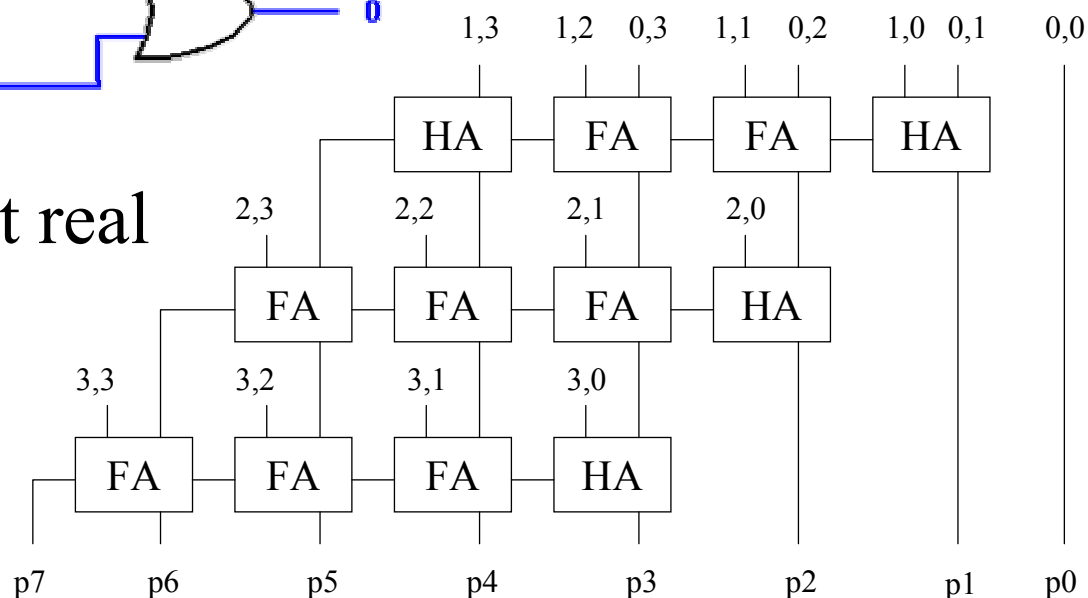 0
1,3 1,2 0,3 1,1 0,2 1,0 0,1 0,0
HA FA FA HA
t real
2,3 2,2 2,1 2,0
FA FA FA HA
3,3 3,2 3,1 3,0
FA FA FA HA
p7 p6 p5 p4 p3 p2 p1 p0